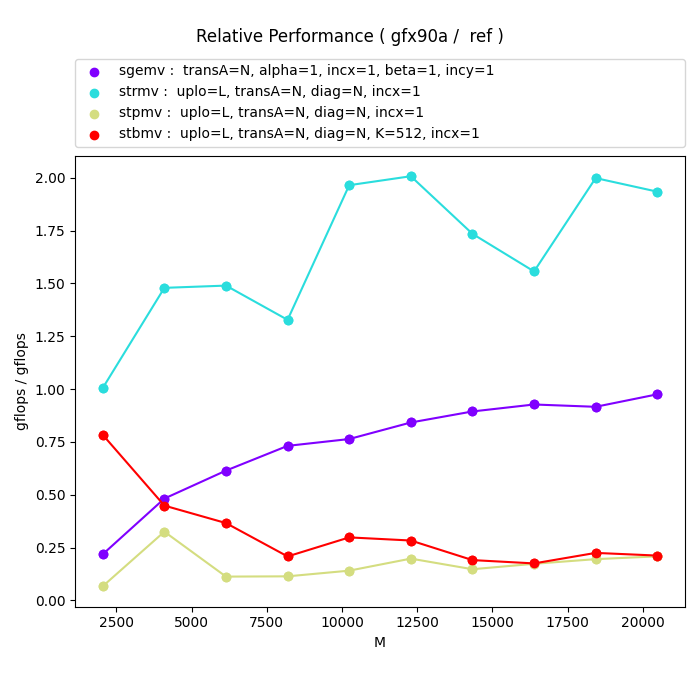 Relative Performance ( gfx90a /  ref )
sgemv :  transA=N, alpha=1, incx=1, beta=1, incy=1
strmv :  uplo=L, transA=N, diag=N, incx=1
stpmv :  uplo=L, transA=N, diag=N, incx=1
stbmv :  uplo=L, transA=N, diag=N, K=512, incx=1
2.00
1.75
1.50
1.25
1.00
0.75
0.50
0.25
0.00
gflops / gflops
2500 5000 7500 10000 12500 15000 17500 20000
M